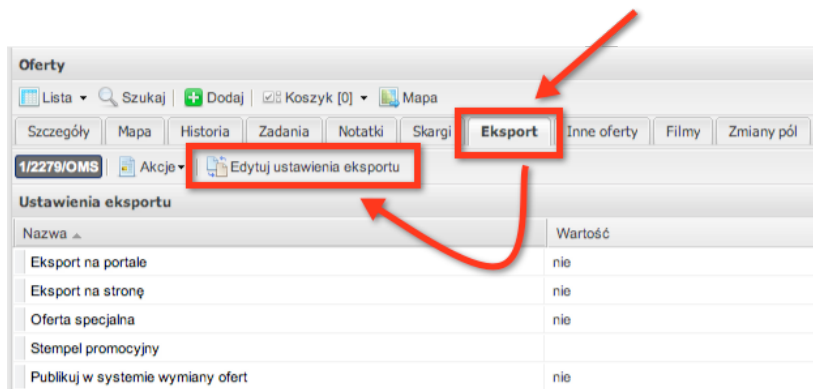 Oferty
Lista Szukaj Dodaj Koszyk [0] Mapa
Szczegóły Mapa Historia Zadania Notatki Skargi Eksport Inne oferty Filmy Zmiany pól
1/2279/OMS Akcje Edytuj ustawienia eksportu
Ustawienia eksportu
Nazwa Wartość
Eksport na portale nie
Eksport na stronę nie
Oferta specjalna nie
Stempel promocyjny
Publikuj w systemie wymiany ofert nie